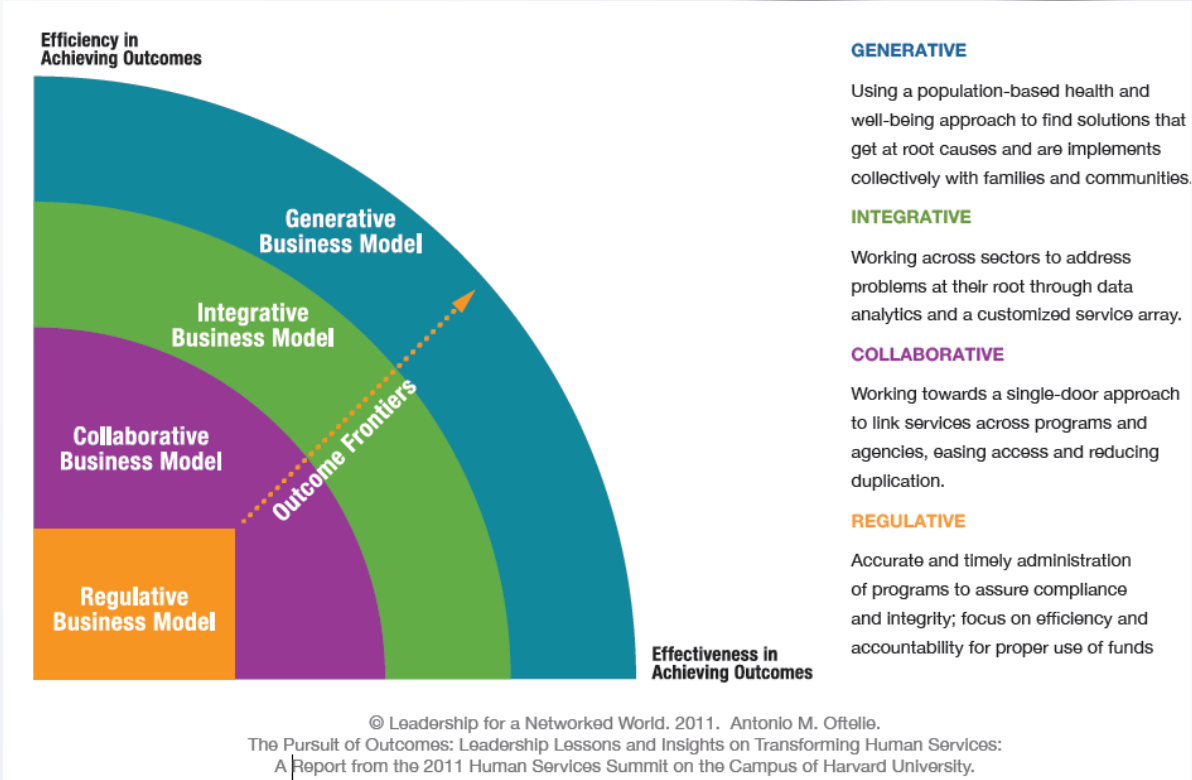 Efficiency in
Achieving Outcomes
Generative
Business Model
Integrative
Business Model
Outcome Frontiers
Collaborative
Business Model
Regulative
Business Model
Effectiveness in
Achieving Outcomes
GENERATIVE
Using a population-based health and
well-being approach to find solutions that
get at root causes and are implements
collectively with families and communities.
INTEGRATIVE
Working across sectors to address
problems at their root through data
analytics and a customized service array.
COLLABORATIVE
Working towards a single-door approach
to link services across programs and
agencies, easing access and reducing
duplication.
REGULATIVE
Accurate and timely administration
of programs to assure compliance
and integrity; focus on efficiency and
accountability for proper use of funds
© Leadership for a Networked World. 2011. Antonio M. Oftelie.
The Pursuit of Outcomes: Leadership Lessons and Insights on Transforming Human Services:
A Report from the 2011 Human Services Summit on the Campus of Harvard University.